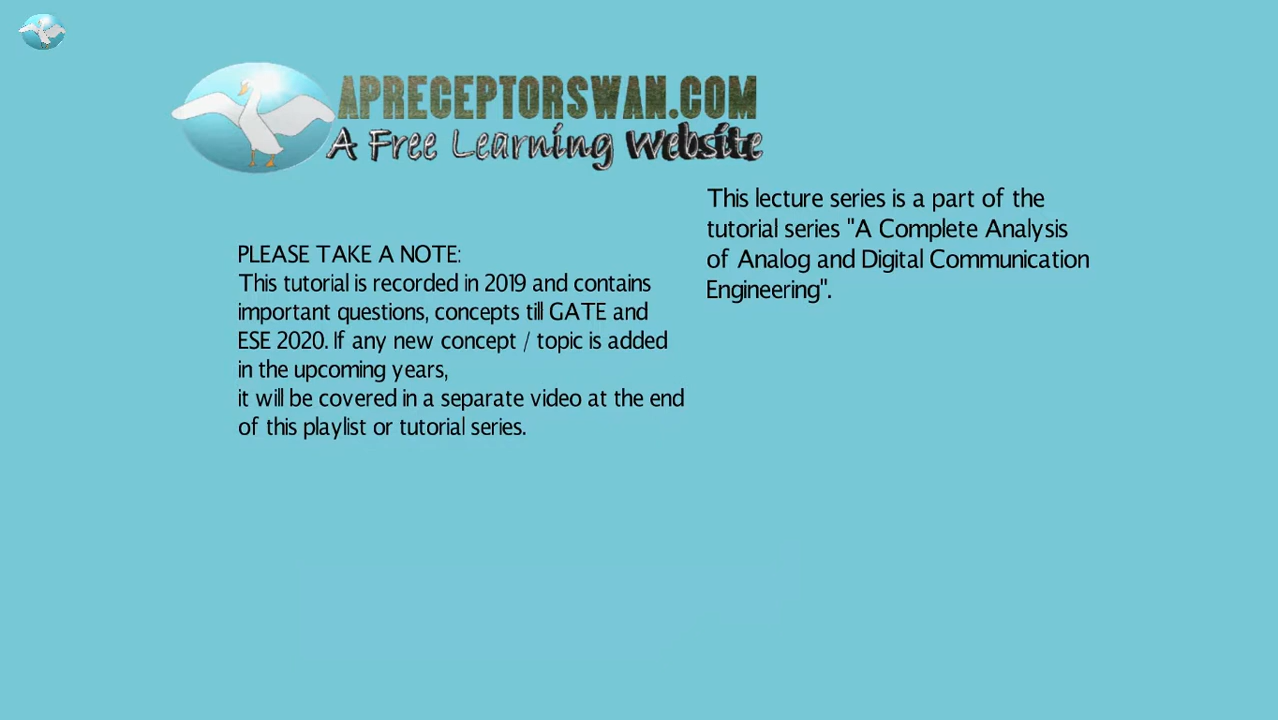 APRECEPTORSWAN.COM
A Free Learning Website
This lecture series is a part of the
tutorial series "A Complete Analysis
of Analog and Digital Communication
Engineering".
PLEASE TAKE A NOTE:
This tutorial is recorded in 2019 and contains
important questions, concepts till GATE and
ESE 2020. If any new concept / topic is added
in the upcoming years,
it will be covered in a separate video at the end
of this playlist or tutorial series.